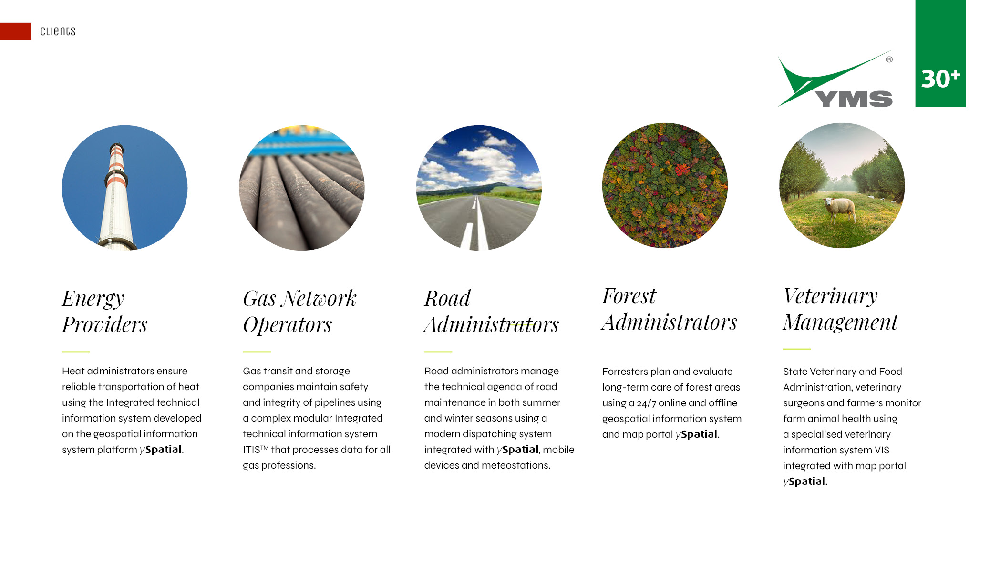 clients
®
YMS
30+
Energy
Providers
Heat administrators ensure
reliable transportation of heat
using the Integrated technical
information system developed
on the geospatial information
system platform ySpatial.
Gas Network
Operators
Gas transit and storage
companies maintain safety
and integrity of pipelines using
a complex modular Integrated
technical information system
ITIS™ that processes data for all
gas professions.
Road
Administrators
Road administrators manage
the technical agenda of road
maintenance in both summer
and winter seasons using a
modern dispatching system
integrated with ySpatial, mobile
devices and meteostations.
Forest
Administrators
Forresters plan and evaluate
long-term care of forest areas
using a 24/7 online and offline
geospatial information system
and map portal ySpatial.
Veterinary
Management
State Veterinary and Food
Administration, veterinary
surgeons and farmers monitor
farm animal health using
a specialised veterinary
information system VIS
integrated with map portal
ySpatial.